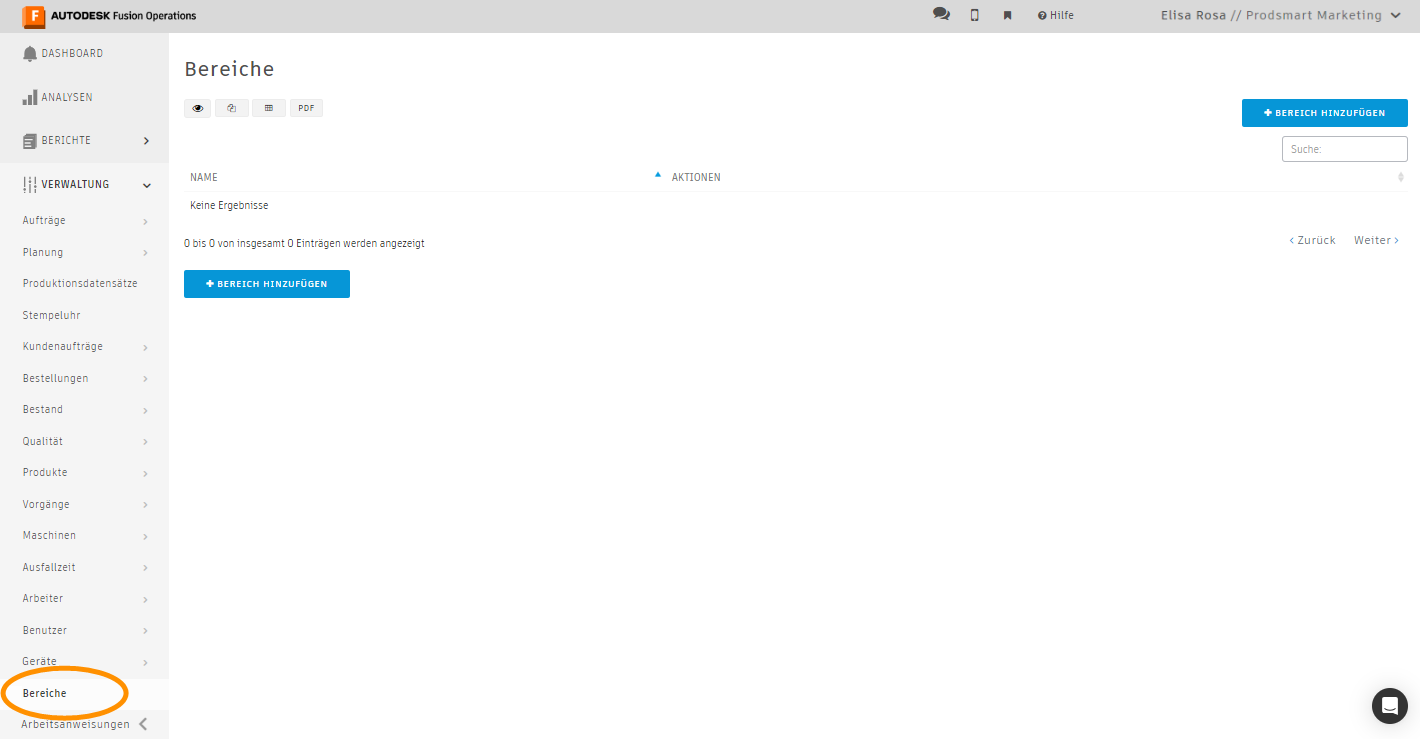 AUTODESK Fusion Operations
Hilfe
Elisa Rosa // Prodsmart Marketing
DASHBOARD
ANALYSEN
BERICHTE
VERWALTUNG
Aufträge
Planung
Produktionsdatensätze
Stempeluhr
Kundenaufträge
Bestellungen
Bestand
Qualität
Produkte
Vorgänge
Maschinen
Ausfallzeit
Arbeiter
Benutzer
Geräte
Bereiche
Arbeitsanweisungen
Bereiche
PDF
BEREICH HINZUFÜGEN
Suche:
NAME AKTIONEN
Keine Ergebnisse
0 bis 0 von insgesamt 0 Einträgen werden angezeigt
Zurück Weiter
BEREICH HINZUFÜGEN